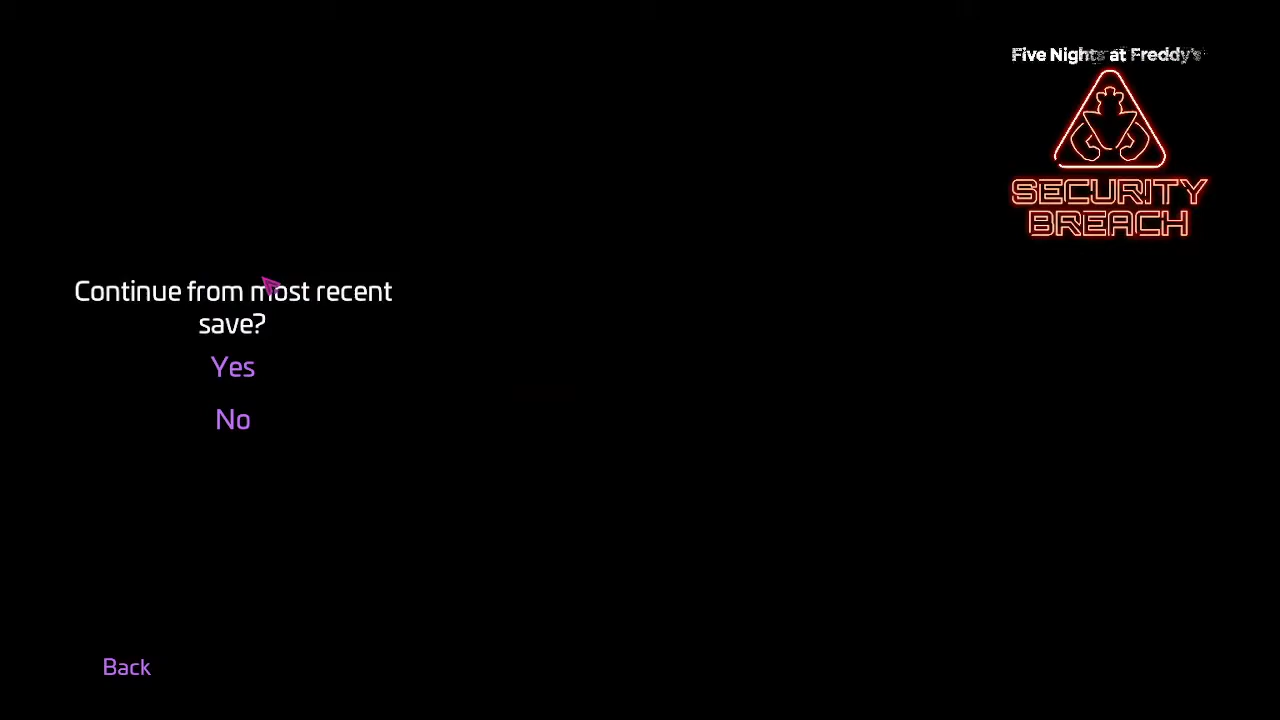 Five Nights at Freddy's
SECURITY
BREACH
Continue from most recent
save?
Yes
No
Back